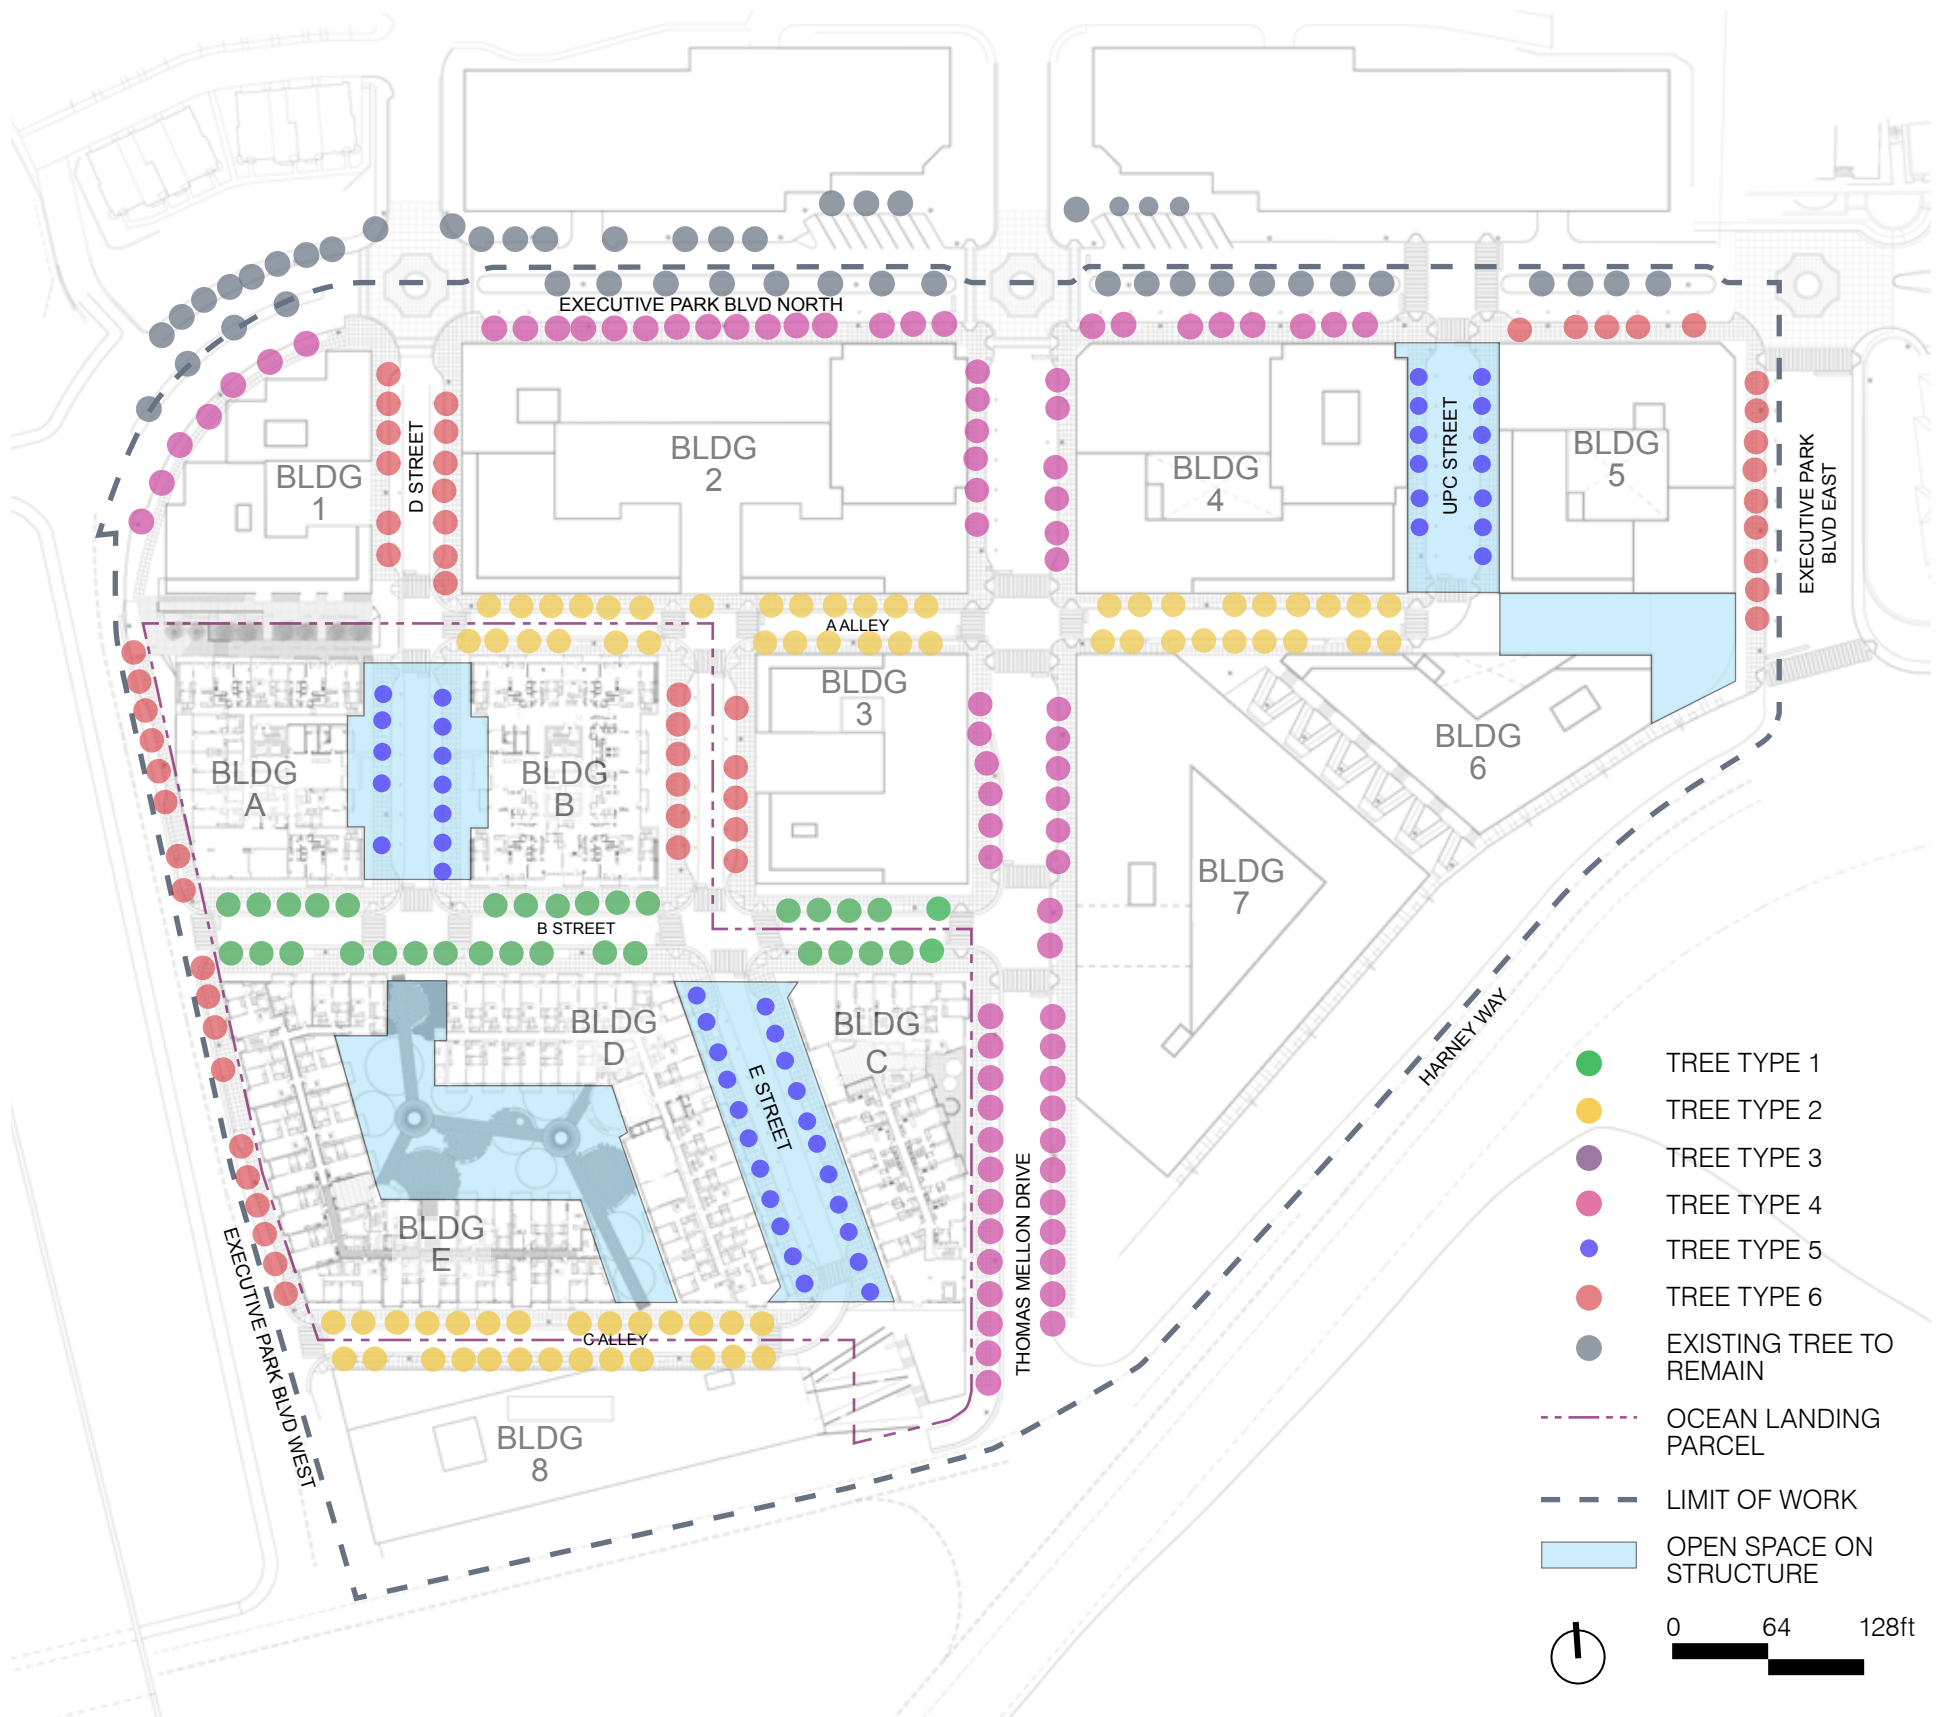 EXECUTIVE PARK BLVD NORTH
BLDG
1
D STREET
BLDG
2
BLDG
4
UPC STREET
BLDG
5
EXECUTIVE PARK
BLVD EAST
A ALLEY
BLDG
3
BLDG
A
BLDG
B
BLDG
6
BLDG
7
B STREET
BLDG
D
BLDG
C
E STREET
HARNEY WAY
BLDG
E
THOMAS MELLON DRIVE
EXECUTIVE PARK BLVD WEST
C ALLEY
BLDG
8
TREE TYPE 1
TREE TYPE 2
TREE TYPE 3
TREE TYPE 4
TREE TYPE 5
TREE TYPE 6
EXISTING TREE TO
REMAIN
OCEAN LANDING
PARCEL
LIMIT OF WORK
OPEN SPACE ON
STRUCTURE
0 64 128ft